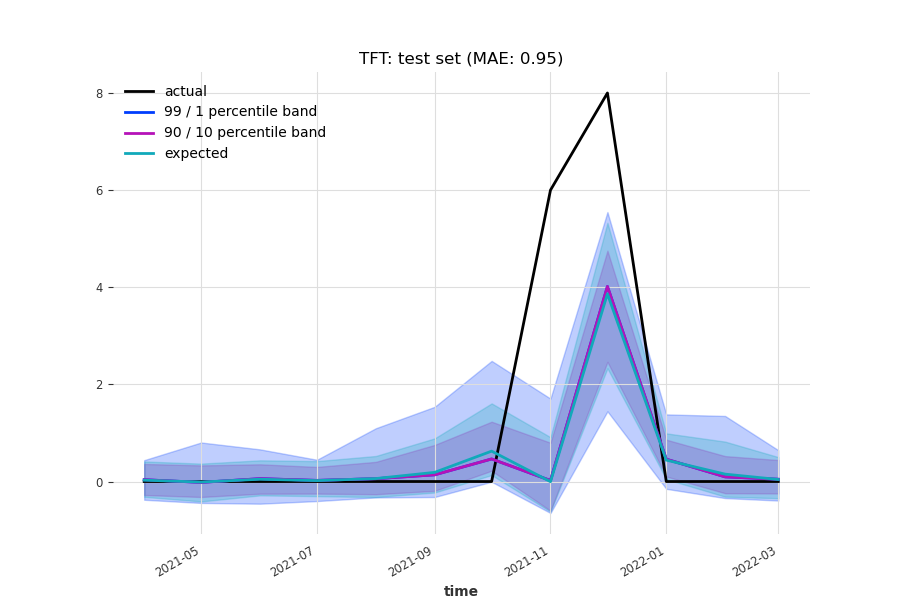 TFT: test set (MAE: 0.95)
actual
99 / 1 percentile band
90 / 10 percentile band
expected
8
6
4
2
0
2021-05
2021-07
2021-09
2021-11
2022-01
2022-03
time